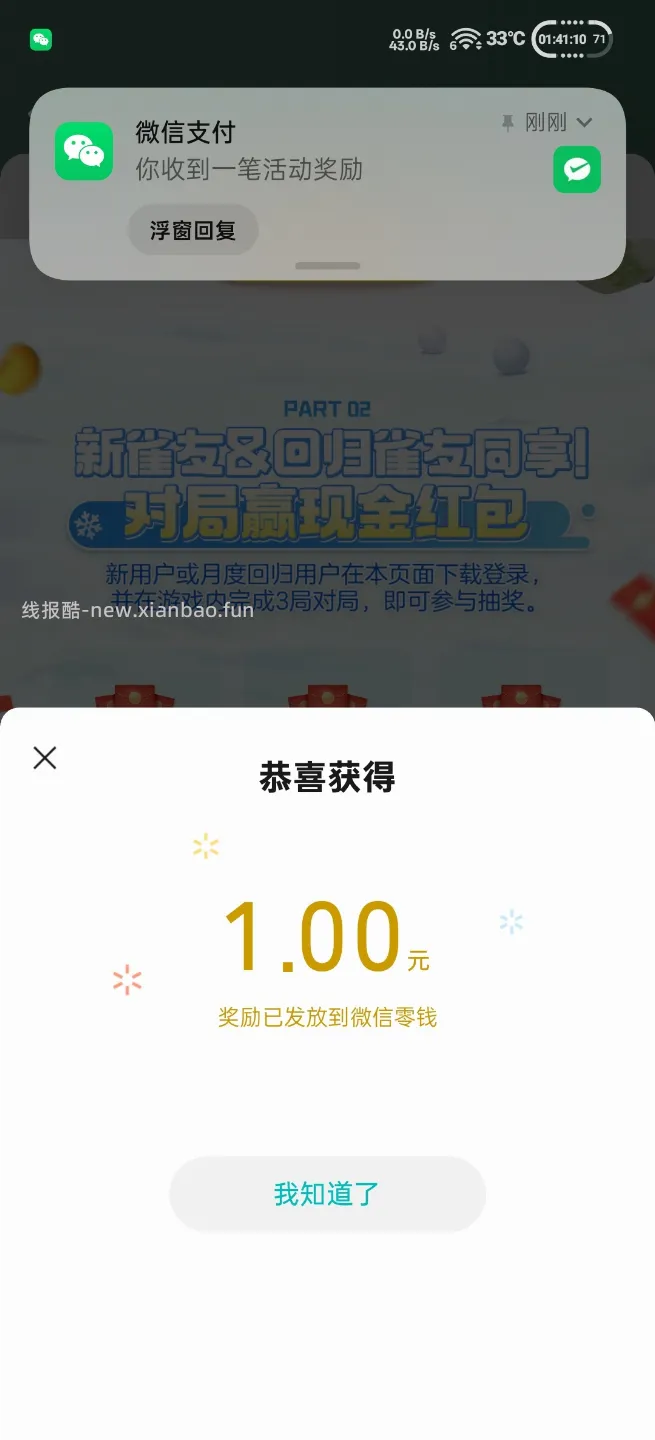 0.0 B/s
43.0 B/s
6
33℃
01:41:10
71
微信支付
刚刚
你收到一笔活动奖励
浮窗回复
PART 02
新雀友&回归雀友同享!
对局赢现金红包
新用户或月度回归用户在本页面下载登录，
并在游戏内完成3局对局，即可参与抽奖。
线报酷-new.xianbao.fun
恭喜获得
1.00元
奖励已发放到微信零钱
我知道了